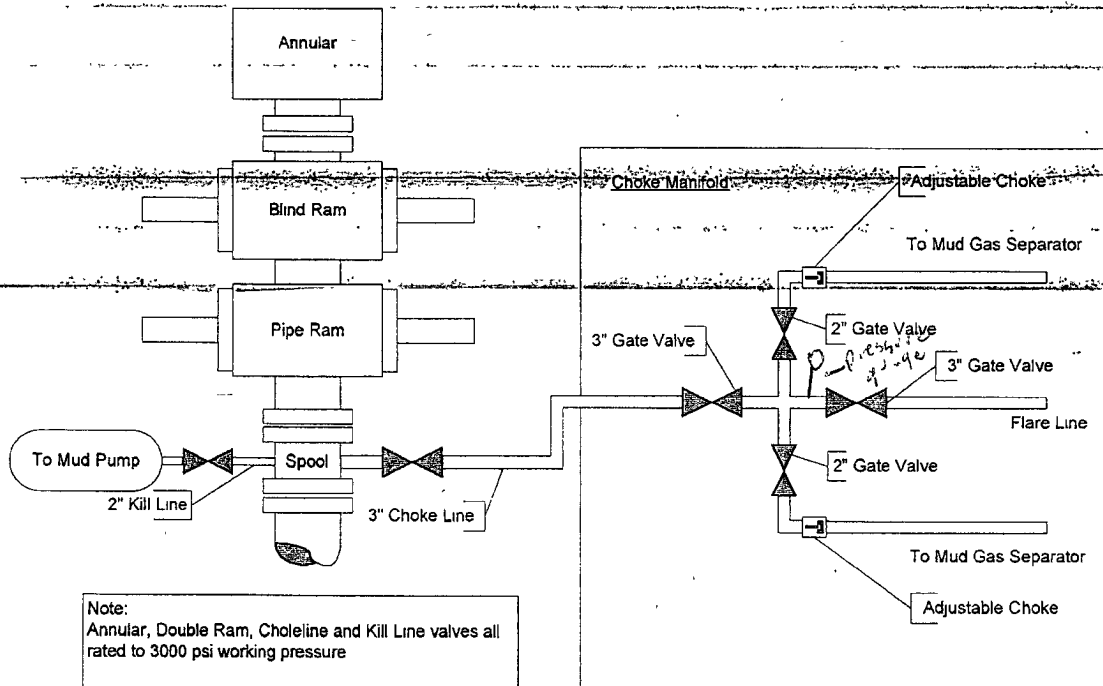 Annular
Blind Ram
Choke Manifold
Adjustable Choke
To Mud Gas Separator
Pipe Ram
2" Gate Valve
3" Gate Valve
Pressure
gauge
3" Gate Valve
Flare Line
To Mud Pump
Spool
2" Gate Valve
2" Kill Line
3" Choke Line
To Mud Gas Separator
Adjustable Choke
Note:
Annular, Double Ram, Choleline and Kill Line valves all
rated to 3000 psi working pressure